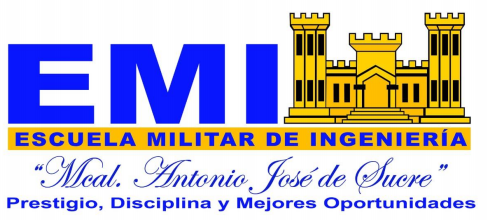 EMI
ESCUELA MILITAR DE INGENIERÍA
“Mcal. Antonio José de Sucre”
Prestigio, Disciplina y Mejores Oportunidades